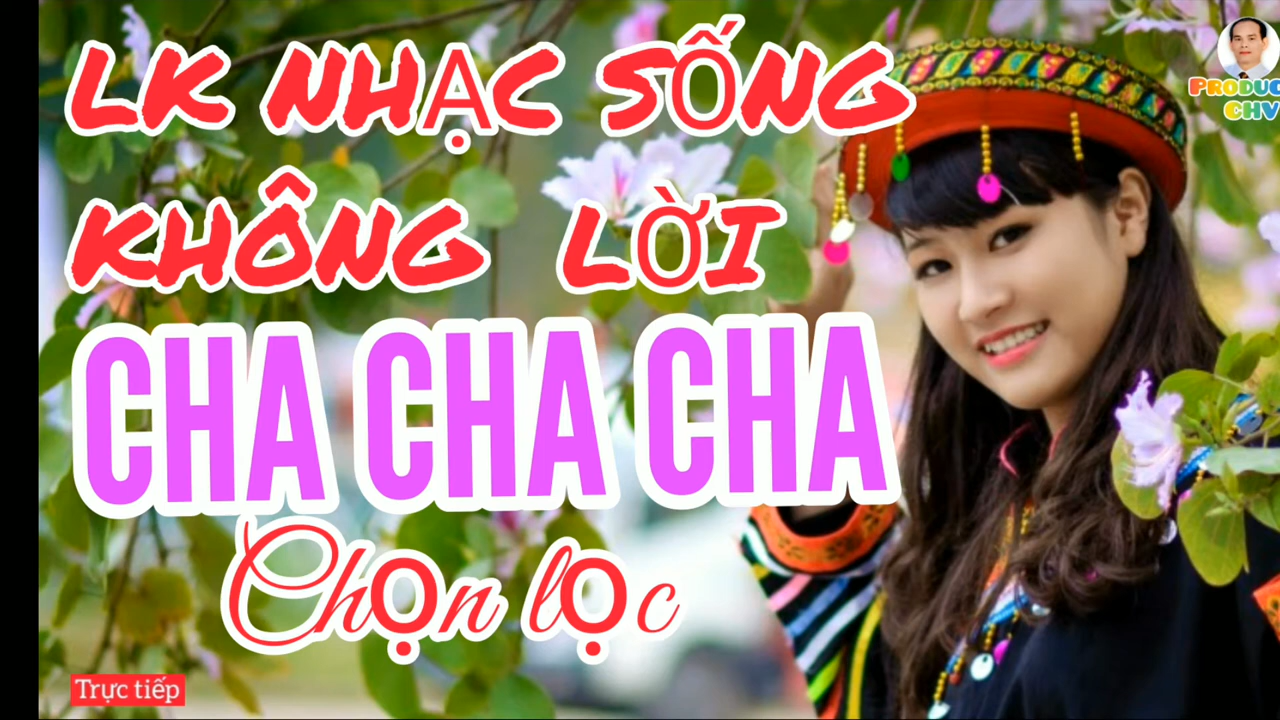 LK NHẠC SỐNG
KHÔNG LỜI
CHA CHA CHA
Chọn lọc
Trực tiếp